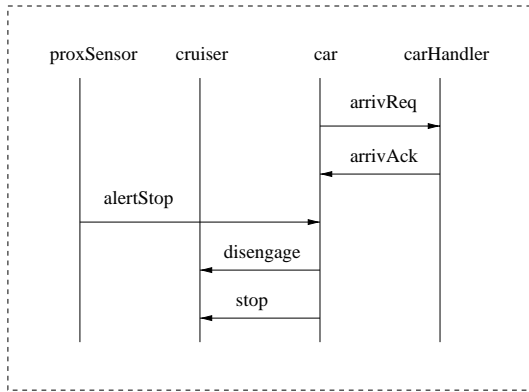 proxSensor cruiser car carHandler
arrivReq
arrivAck
alertStop
disengage
stop